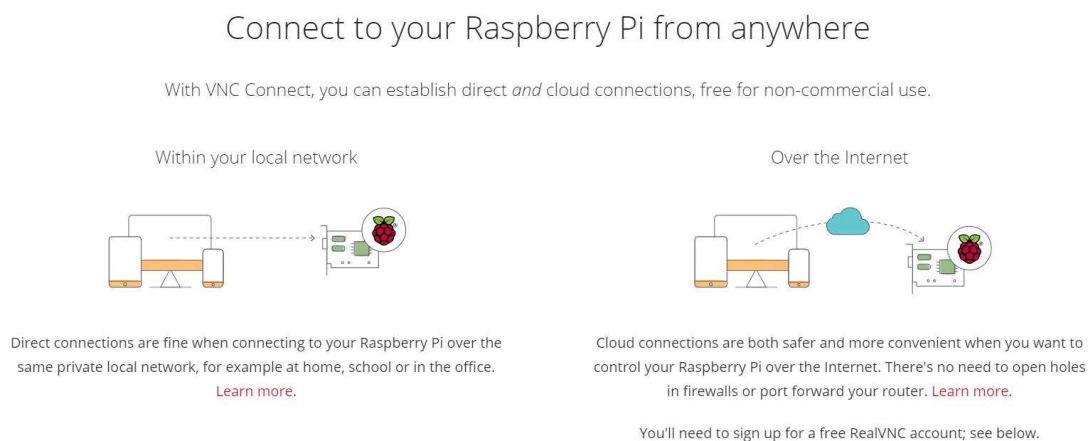 Connect to your Raspberry Pi from anywhere
With VNC Connect, you can establish direct and cloud connections, free for non-commercial use.
Within your local network
Direct connections are fine when connecting to your Raspberry Pi over the
same private local network, for example at home, school or in the office.
Learn more.
Over the Internet
Cloud connections are both safer and more convenient when you want to
control your Raspberry Pi over the Internet. There's no need to open holes
in firewalls or port forward your router. Learn more.
You'll need to sign up for a free RealVNC account; see below.